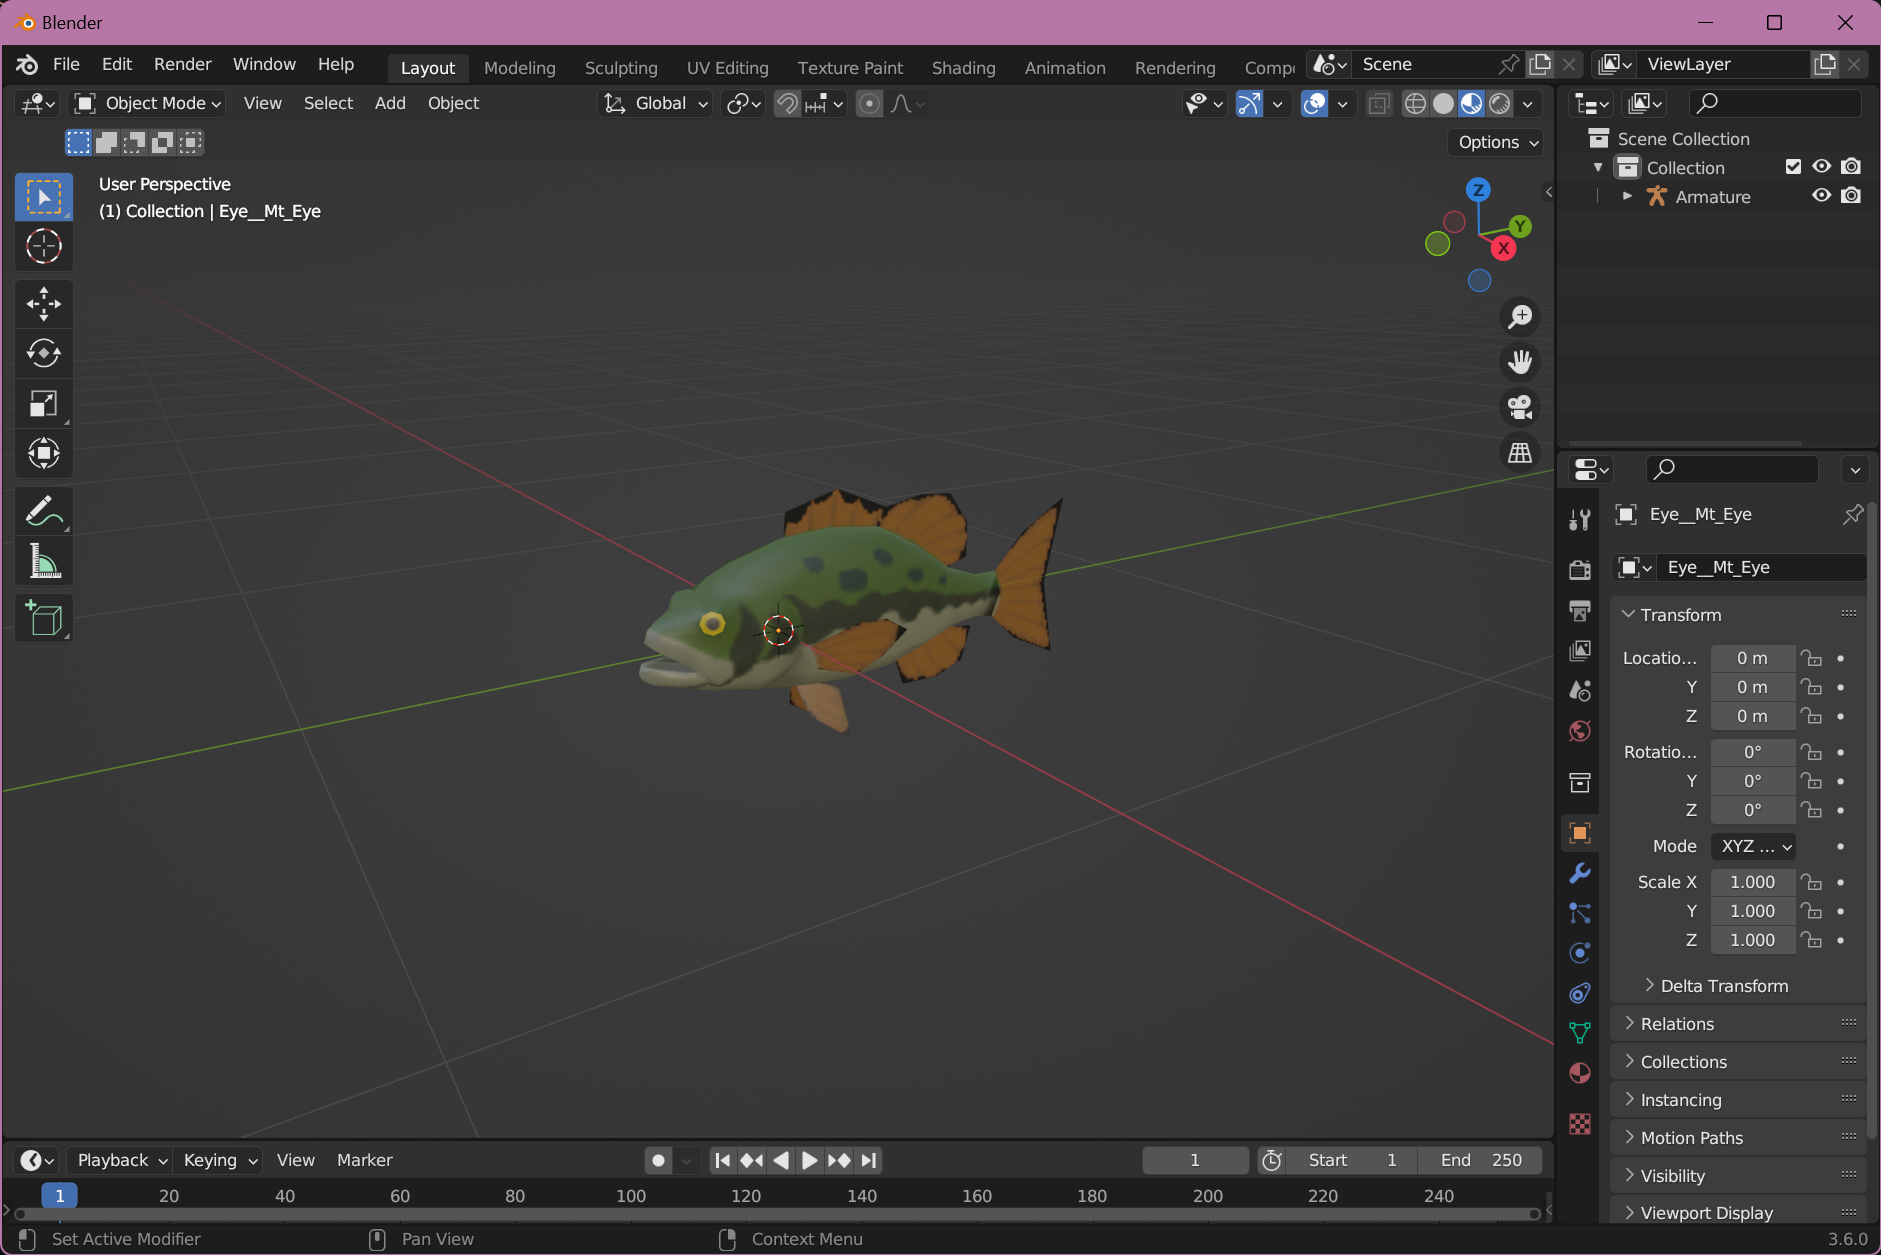 Blender
File Edit Render Window Help Layout Modeling Sculpting UV Editing Texture Paint Shading Animation Rendering Compo Scene ViewLayer
Object Mode View Select Add Object Global
Options
User Perspective
(1) Collection | Eye__Mt_Eye
Z
Y
X
Scene Collection
Collection
Armature
Eye__Mt_Eye
Eye__Mt_Eye
Transform
Locatio... 0 m
Y 0 m
Z 0 m
Rotatio... 0°
Y 0°
Z 0°
Mode XYZ ...
Scale X 1.000
Y 1.000
Z 1.000
Delta Transform
Relations
Collections
Instancing
Motion Paths
Visibility
Viewport Display
Playback Keying View Marker 1 Start 1 End 250
1 20 40 60 80 100 120 140 160 180 200 220 240
Set Active Modifier Pan View Context Menu 3.6.0